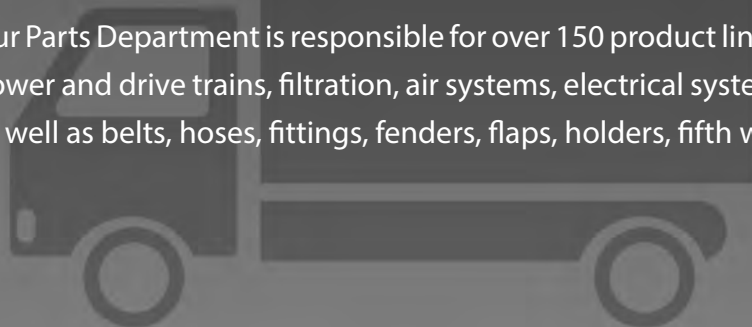 ur Parts Department is responsible for over 150 product lin
ower and drive trains, filtration, air systems, electrical syste
well as belts, hoses, fittings, fenders, flaps, holders, fifth w